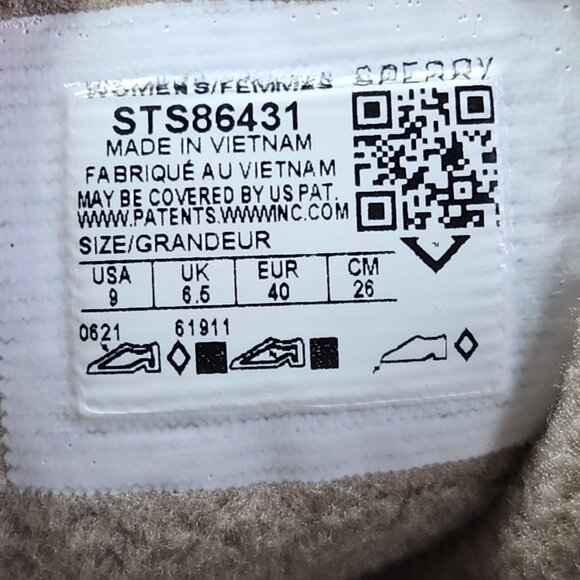 WOMEN'S/FEMMES SPERRY
STS86431
MADE IN VIETNAM
FABRIQUÉ AU VIETNAM
MAY BE COVERED BY US PAT.
WWW.PATENTS.WWWINC.COM
SIZE/GRANDEUR
USA UK EUR CM
9 6.5 40 26
0621 61911